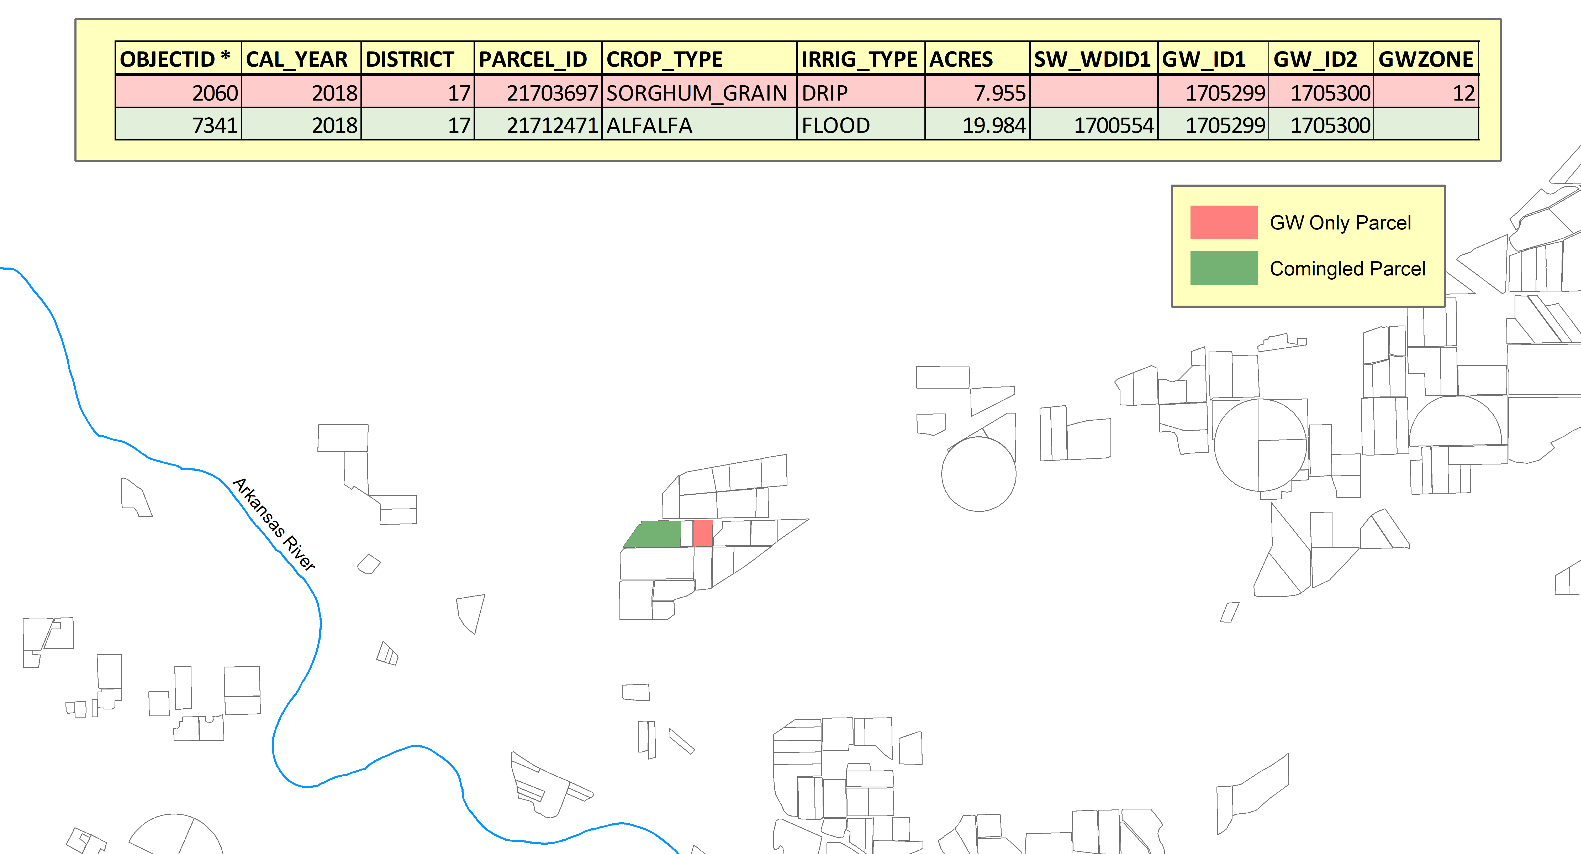 OBJECTID * CAL_YEAR DISTRICT PARCEL_ID CROP_TYPE IRRIG_TYPE ACRES SW_WDID1 GW_ID1 GW_ID2 GWZONE
2060 2018 17 21703697 SORGHUM_GRAIN DRIP 7.955 1705299 1705300 12
7341 2018 17 21712471 ALFALFA FLOOD 19.984 1700554 1705299 1705300
GW Only Parcel
Comingled Parcel
Arkansas River